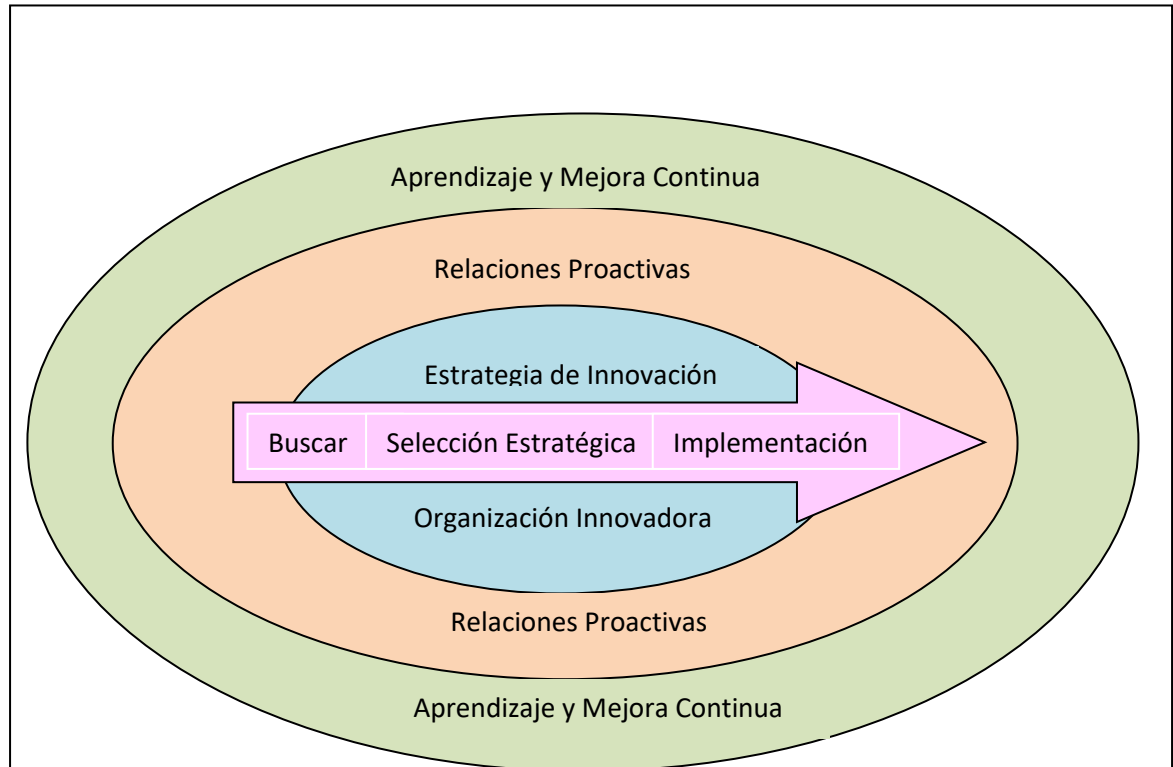 Aprendizaje y Mejora Continua
Relaciones Proactivas
Estrategia de Innovación
Buscar Selección Estratégica Implementación
Organización Innovadora
Relaciones Proactivas
Aprendizaje y Mejora Continua